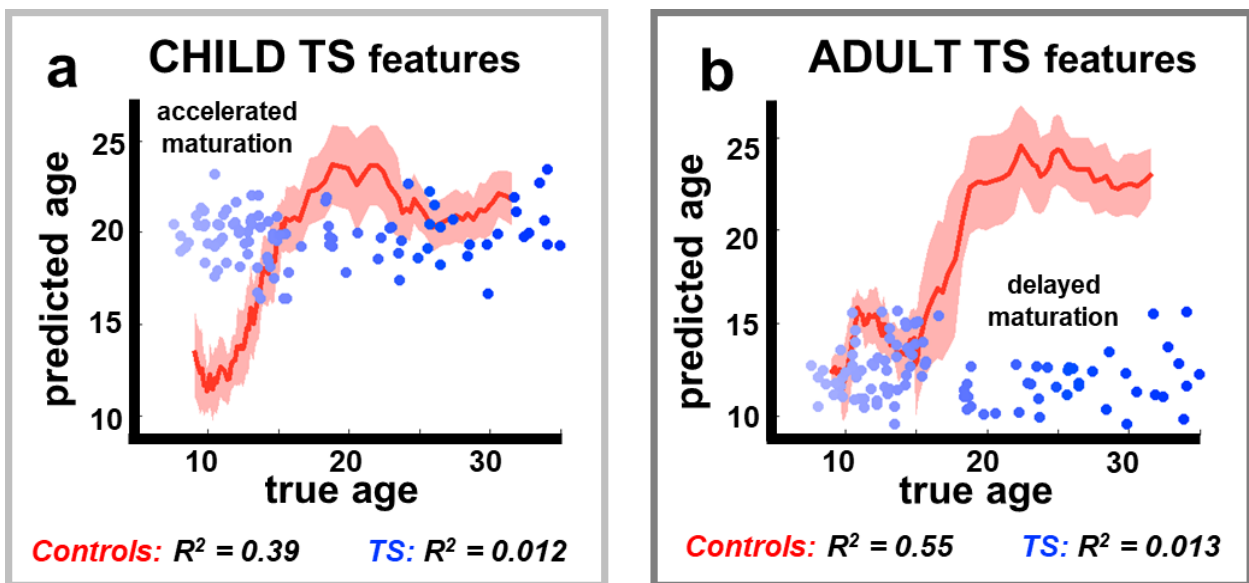 a CHILD TS features
accelerated
maturation
predicted age
25
20
15
10
10 20 30
true age
Controls: R² = 0.39 TS: R² = 0.012
b ADULT TS features
predicted age
25
20
15
10
delayed
maturation
10 20 30
true age
Controls: R² = 0.55 TS: R² = 0.013